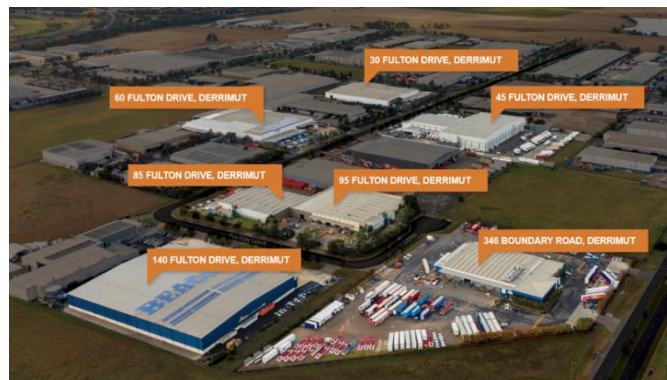 30 FULTON DRIVE, DERRIMUT
60 FULTON DRIVE, DERRIMUT
45 FULTON DRIVE, DERRIMUT
85 FULTON DRIVE, DERRIMUT
95 FULTON DRIVE, DERRIMUT
346 BOUNDARY ROAD, DERRIMUT
140 FULTON DRIVE, DERRIMUT